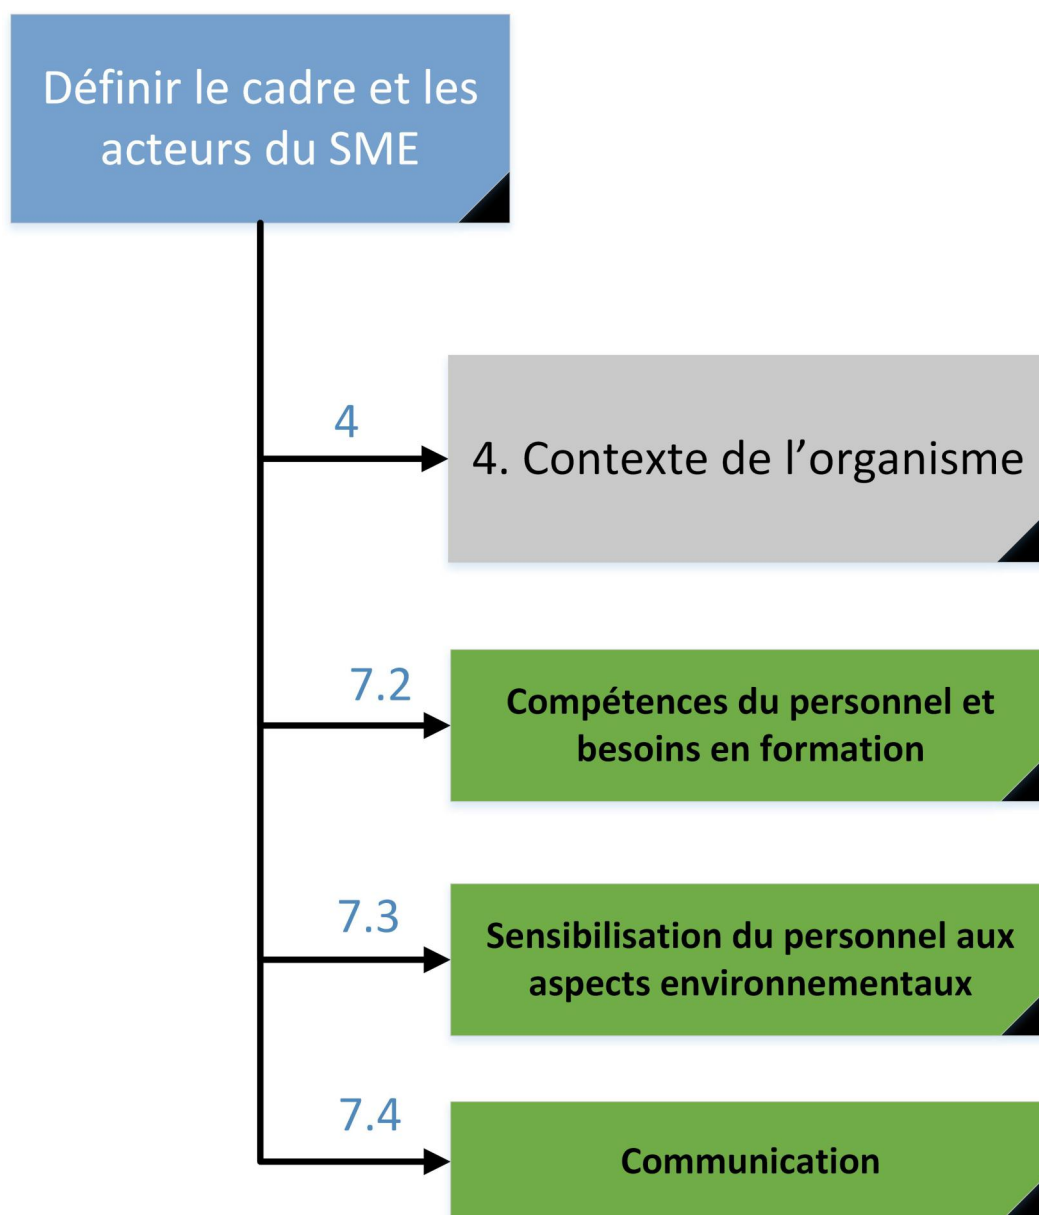 Définir le cadre et les
acteurs du SME
4
4. Contexte de l’organisme
7.2
Compétences du personnel et
besoins en formation
7.3
Sensibilisation du personnel aux
aspects environnementaux
7.4
Communication